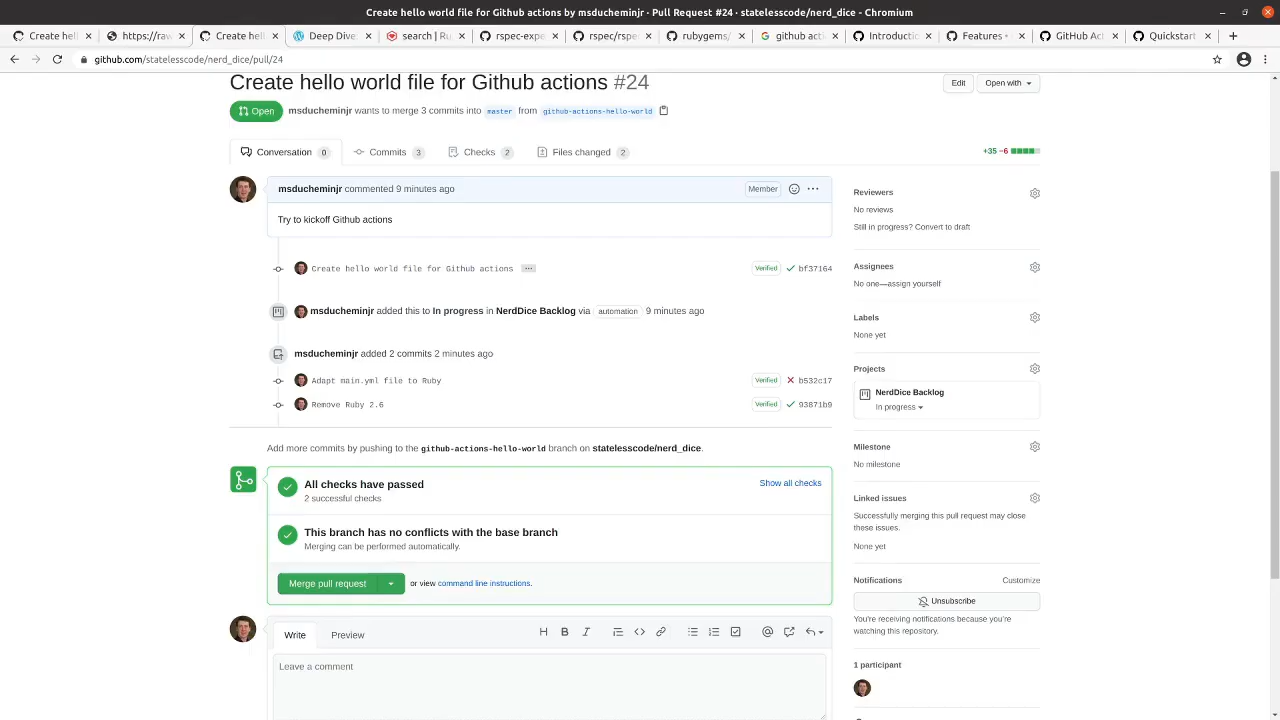 Create hello world file for Github actions by msducheminjr · Pull Request #24 · statelesscode/nerd_dice - Chromium
Create hell
https://raw
Create hell
Deep Dive
search | Ru
rspec-expe
rspec/rspec
rubygems/
github acti
Introductic
Features •
GitHub Act
Quickstart
github.com/statelesscode/nerd_dice/pull/24
Create hello world file for Github actions #24
Edit
Open with
Open
msducheminjr wants to merge 3 commits into master from github-actions-hello-world
Conversation 0
Commits 3
Checks 2
Files changed 2
+35 −6
msducheminjr commented 9 minutes ago
Member
Try to kickoff Github actions
Create hello world file for Github actions
Verified
bf37164
msducheminjr added this to In progress in NerdDice Backlog via automation 9 minutes ago
msducheminjr added 2 commits 2 minutes ago
Adapt main.yml file to Ruby
Verified
b532c17
Remove Ruby 2.6
Verified
93871b9
Add more commits by pushing to the github-actions-hello-world branch on statelesscode/nerd_dice.
All checks have passed
Show all checks
2 successful checks
This branch has no conflicts with the base branch
Merging can be performed automatically.
Merge pull request
or view command line instructions.
Write
Preview
Leave a comment
Reviewers
No reviews
Still in progress? Convert to draft
Assignees
No one—assign yourself
Labels
None yet
Projects
NerdDice Backlog
In progress
Milestone
No milestone
Linked issues
Successfully merging this pull request may close
these issues.
None yet
Notifications
Customize
Unsubscribe
You're receiving notifications because you're
watching this repository.
1 participant